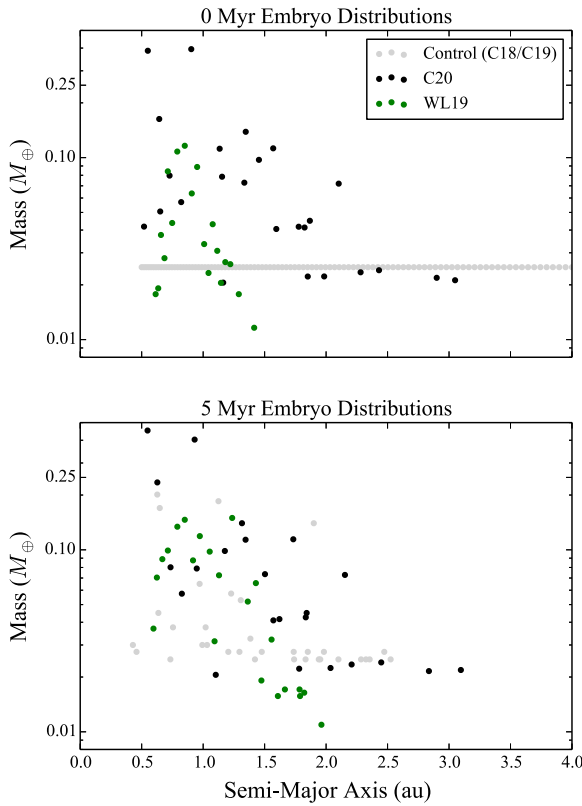 0 Myr Embryo Distributions
Control (C18/C19)
C20
WL19
0.25
0.10
0.01
Mass (M⊕)
5 Myr Embryo Distributions
0.25
0.10
0.01
Mass (M⊕)
0.0 0.5 1.0 1.5 2.0 2.5 3.0 3.5 4.0
Semi-Major Axis (au)